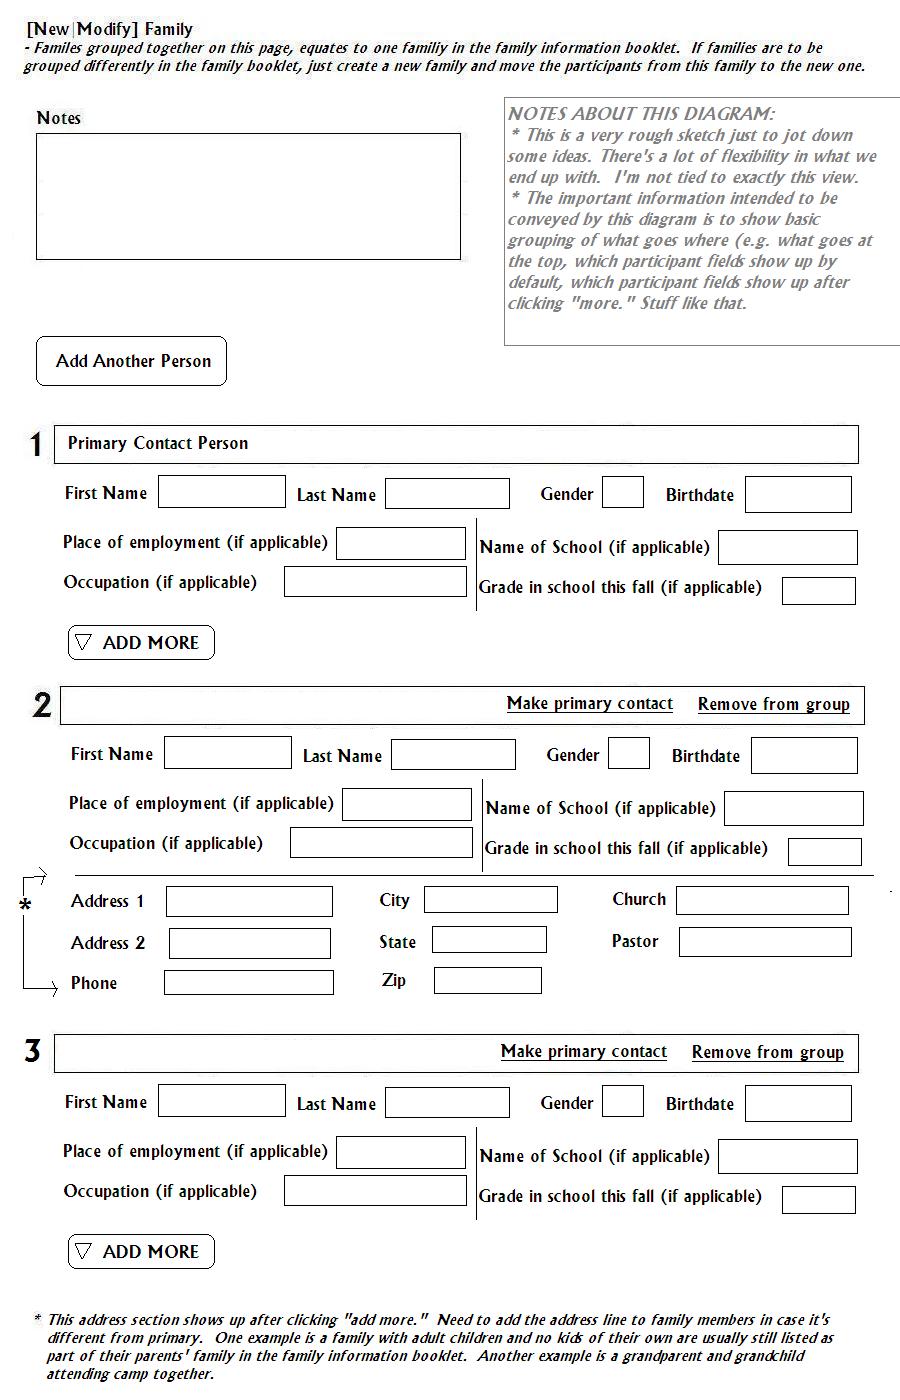 [New|Modify] Family
- Familes grouped together on this page, equates to one familiy in the family information booklet.  If families are to be
grouped differently in the family booklet, just create a new family and move the participants from this family to the new one.
Notes
NOTES ABOUT THIS DIAGRAM:
* This is a very rough sketch just to jot down
some ideas. There's a lot of flexibility in what we
end up with.  I'm not tied to exactly this view.
* The important information intended to be
conveyed by this diagram is to show basic
grouping of what goes where (e.g. what goes at
the top, which participant fields show up by
default, which participant fields show up after
clicking "more." Stuff like that.
Add Another Person
1 Primary Contact Person
First Name Last Name Gender Birthdate
Place of employment (if applicable) Name of School (if applicable)
Occupation (if applicable) Grade in school this fall (if applicable)
ADD MORE
2 Make primary contact Remove from group
First Name Last Name Gender Birthdate
Place of employment (if applicable) Name of School (if applicable)
Occupation (if applicable) Grade in school this fall (if applicable)
*
Address 1 City Church
Address 2 State Pastor
Phone Zip
3 Make primary contact Remove from group
First Name Last Name Gender Birthdate
Place of employment (if applicable) Name of School (if applicable)
Occupation (if applicable) Grade in school this fall (if applicable)
ADD MORE
* This address section shows up after clicking "add more."  Need to add the address line to family members in case it's
different from primary.  One example is a family with adult children and no kids of their own are usually still listed as
part of their parents' family in the family information booklet.  Another example is a grandparent and grandchild
attending camp together.